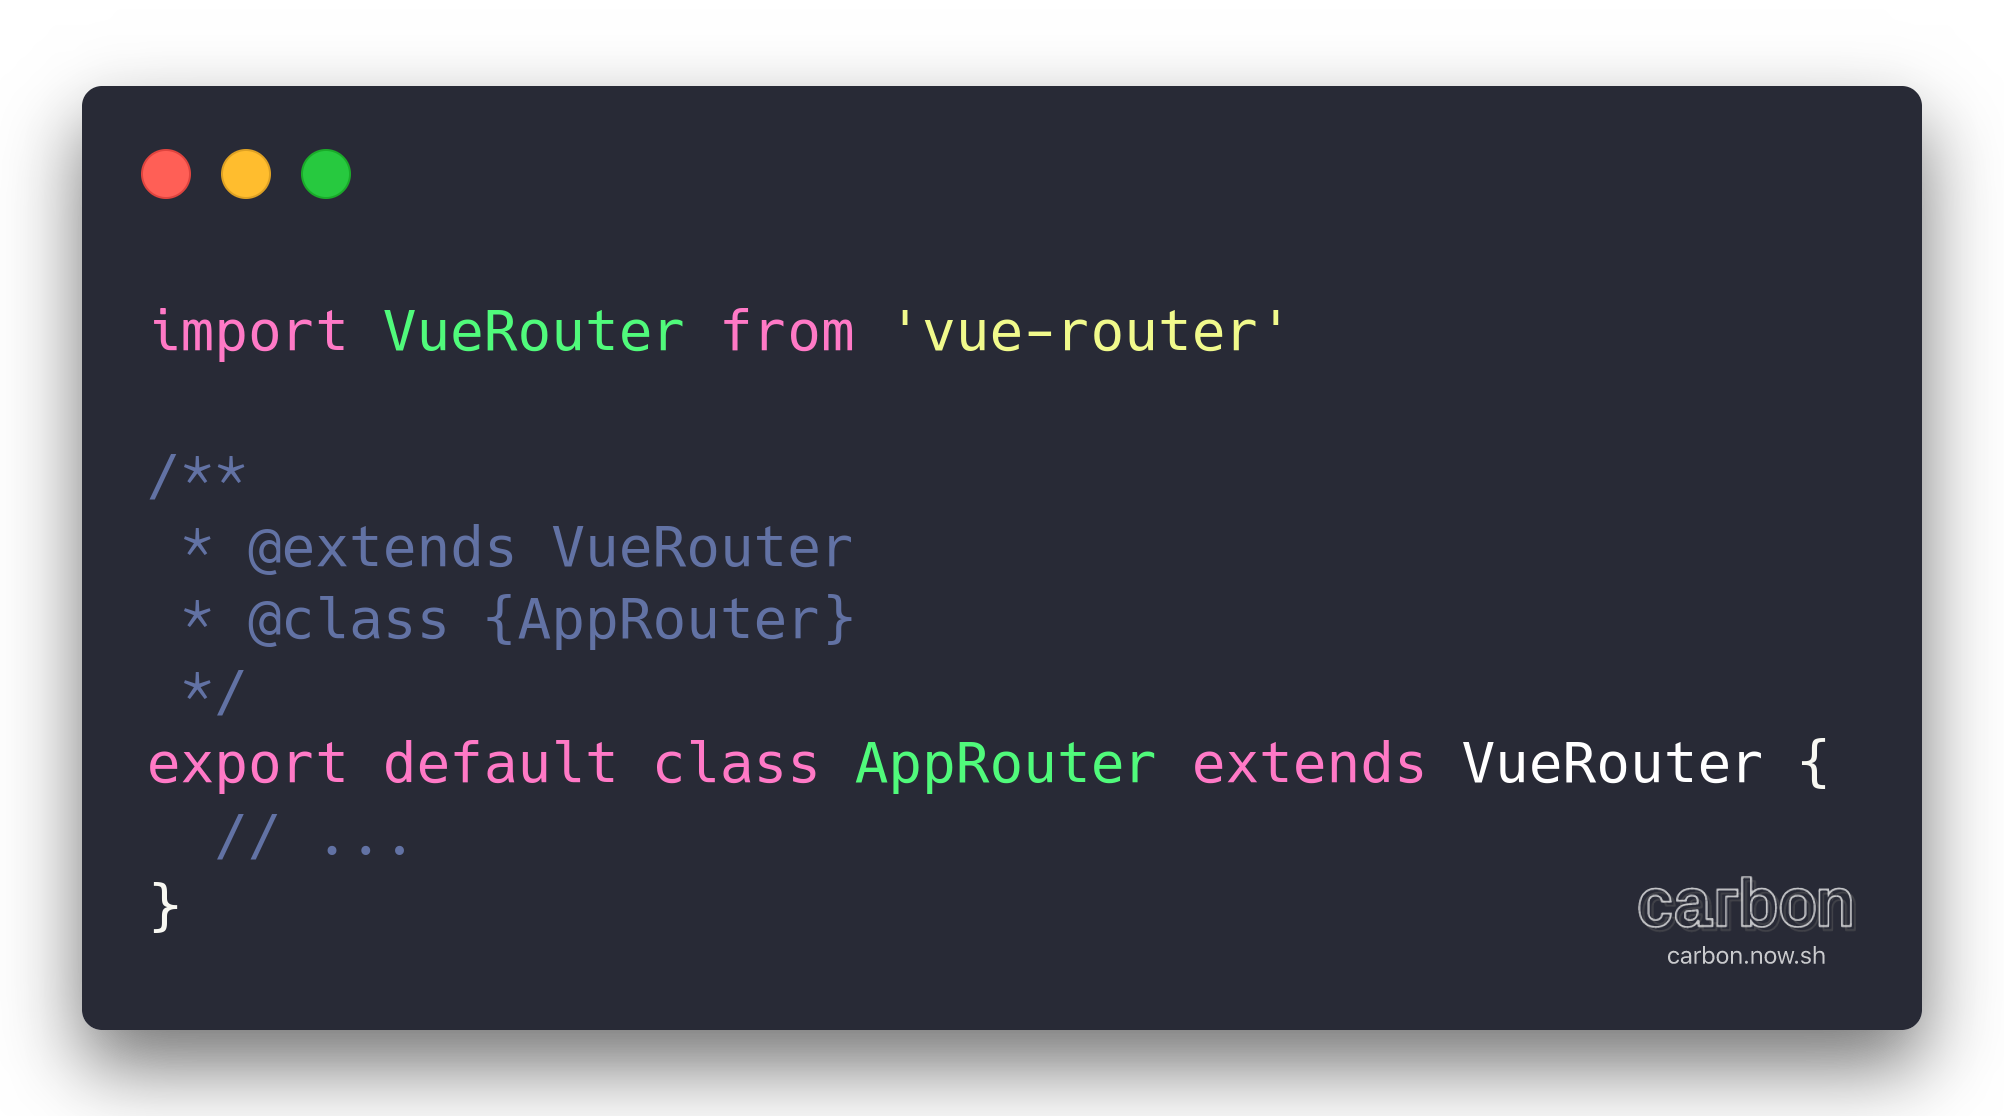 import VueRouter from 'vue-router'

/**
 * @extends VueRouter
 * @class {AppRouter}
 */
export default class AppRouter extends VueRouter {
  // ...
}
carbon
carbon.now.sh